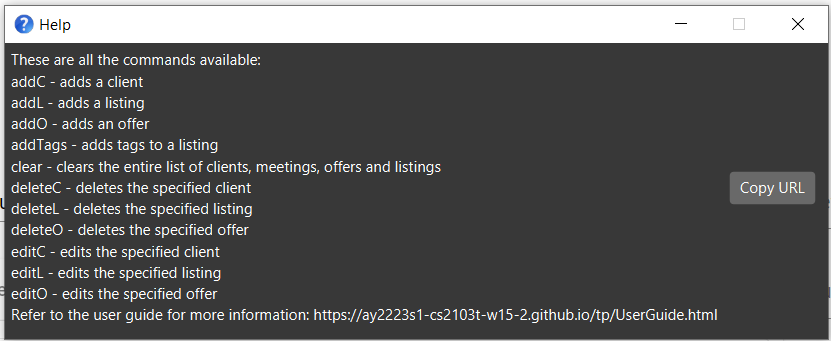 Help
These are all the commands available:
addC - adds a client
addL - adds a listing
addO - adds an offer
addTags - adds tags to a listing
clear - clears the entire list of clients, meetings, offers and listings
deleteC - deletes the specified client
deleteL - deletes the specified listing
deleteO - deletes the specified offer
editC - edits the specified client
editL - edits the specified listing
editO - edits the specified offer
Refer to the user guide for more information: https://ay2223s1-cs2103t-w15-2.github.io/tp/UserGuide.html
Copy URL